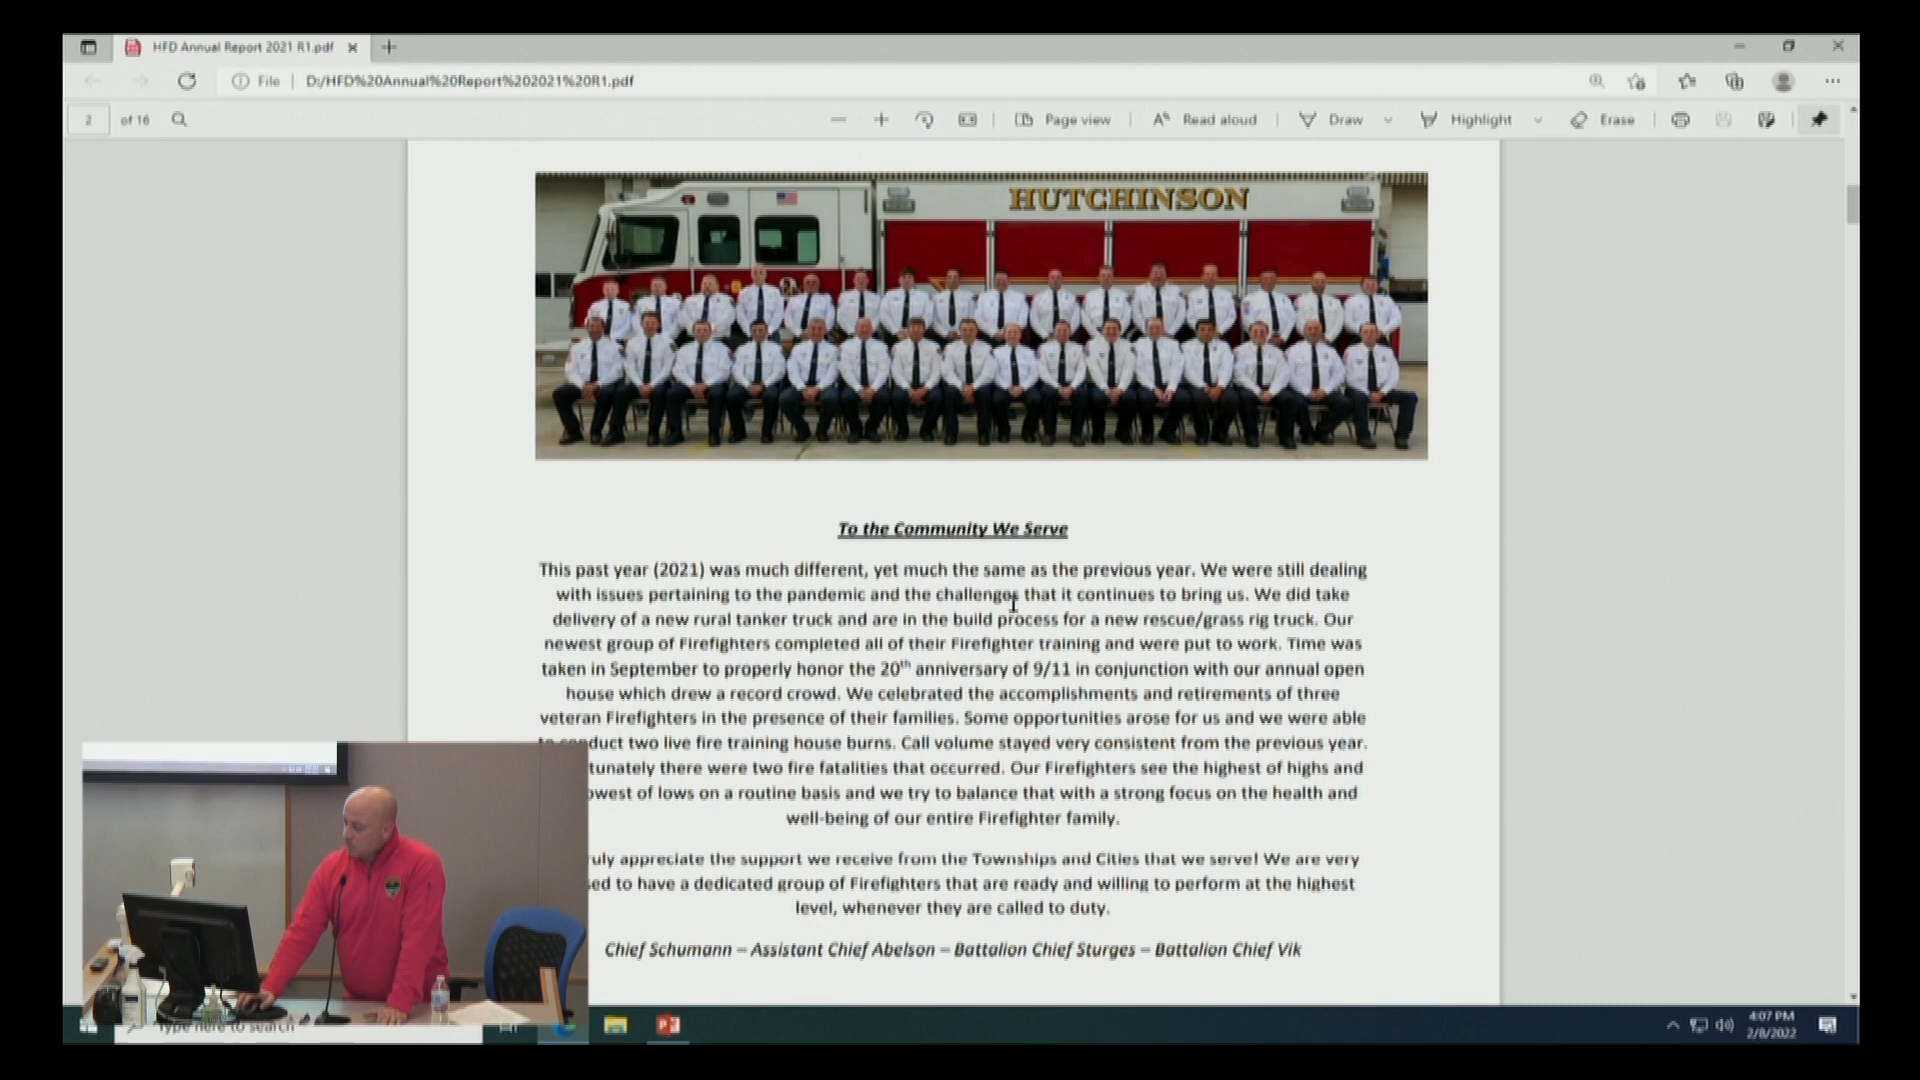 HFD Annual Report 2021 R1.pdf
File | D:/HFD%20Annual%20Report%202021%20R1.pdf
2 of 16
Page view
Read aloud
Draw
Highlight
Erase
HUTCHINSON
To the Community We Serve
This past year (2021) was much different, yet much the same as the previous year. We were still dealing
with issues pertaining to the pandemic and the challenges that it continues to bring us. We did take
delivery of a new rural tanker truck and are in the build process for a new rescue/grass rig truck. Our
newest group of Firefighters completed all of their Firefighter training and were put to work. Time was
taken in September to properly honor the 20th anniversary of 9/11 in conjunction with our annual open
house which drew a record crowd. We celebrated the accomplishments and retirements of three
veteran Firefighters in the presence of their families. Some opportunities arose for us and we were able
to conduct two live fire training house burns. Call volume stayed very consistent from the previous year.
tunately there were two fire fatalities that occurred. Our Firefighters see the highest of highs and
owest of lows on a routine basis and we try to balance that with a strong focus on the health and
well-being of our entire Firefighter family.
uly appreciate the support we receive from the Townships and Cities that we serve! We are very
sed to have a dedicated group of Firefighters that are ready and willing to perform at the highest
level, whenever they are called to duty.
Chief Schumann – Assistant Chief Abelson – Battalion Chief Sturges – Battalion Chief Vik
Type here to search
4:07 PM
2/8/2022